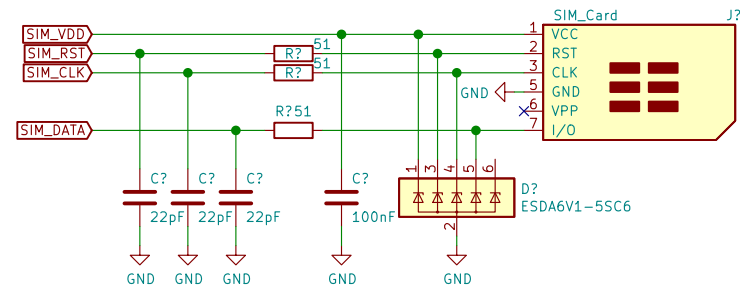 SIM_Card J?
SIM_VDD 1 VCC
SIM_RST R? 51 2 RST
SIM_CLK R? 51 3 CLK
GND 5 GND
6 VPP
SIM_DATA R?51 7 I/O
1 3 4 5 6
C? C? C? C? D?
22pF 22pF 22pF 100nF ESDA6V1-5SC6
2
GND GND GND GND GND